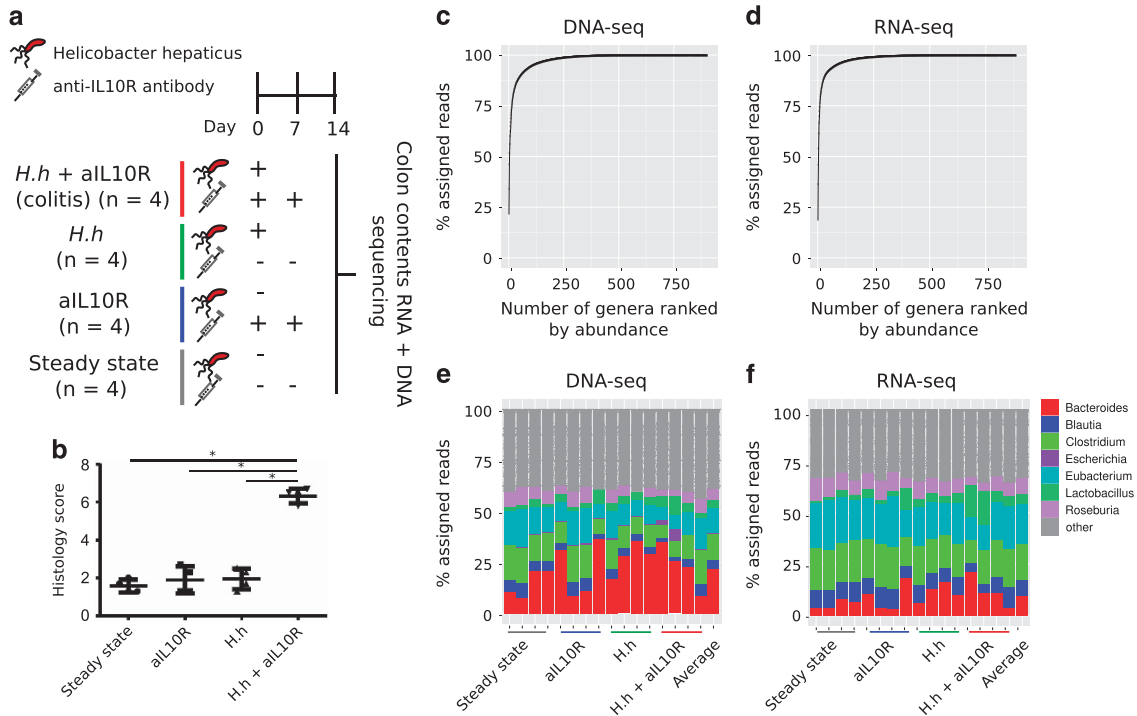 a
Helicobacter hepaticus
anti-IL10R antibody
Day 0 7 14
H.h + aIL10R
(colitis) (n = 4)
+
+ +
H.h
(n = 4)
+
- -
aIL10R
(n = 4)
-
+ +
Steady state
(n = 4)
-
- -
Colon contents RNA + DNA
sequencing
b
Histology score
8
6
4
2
0
*
*
*
Steady state
aIL10R
H.h
H.h + aIL10R
c
DNA-seq
% assigned reads
100
75
50
25
0
0 250 500 750
Number of genera ranked
by abundance
d
RNA-seq
% assigned reads
100
75
50
25
0
0 250 500 750
Number of genera ranked
by abundance
e
DNA-seq
% assigned reads
100
75
50
25
0
Steady state
aIL10R
H.h
H.h + aIL10R
Average
f
RNA-seq
% assigned reads
100
75
50
25
0
Steady state
aIL10R
H.h
H.h + aIL10R
Average
Bacteroides
Blautia
Clostridium
Escherichia
Eubacterium
Lactobacillus
Roseburia
other